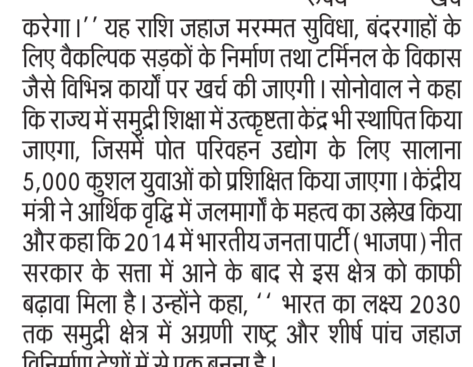 करेगा।'' यह राशि जहाज मरम्मत सुविधा, बंदरगाहों के
लिए वैकल्पिक सड़कों के निर्माण तथा टर्मिनल के विकास
जैसे विभिन्न कार्यों पर खर्च की जाएगी। सोनोवाल ने कहा
कि राज्य में समुद्री शिक्षा में उत्कृष्टता केंद्र भी स्थापित किया
जाएगा, जिसमें पोत परिवहन उद्योग के लिए सालाना
5,000 कुशल युवाओं को प्रशिक्षित किया जाएगा। केंद्रीय
मंत्री ने आर्थिक वृद्धि में जलमार्गों के महत्व का उल्लेख किया
और कहा कि 2014 में भारतीय जनता पार्टी ( भाजपा ) नीत
सरकार के सत्ता में आने के बाद से इस क्षेत्र को काफी
बढ़ावा मिला है। उन्होंने कहा, '' भारत का लक्ष्य 2030
तक समुद्री क्षेत्र में अग्रणी राष्ट्र और शीर्ष पांच जहाज
विनिर्माण देशों में से एक बनना है।